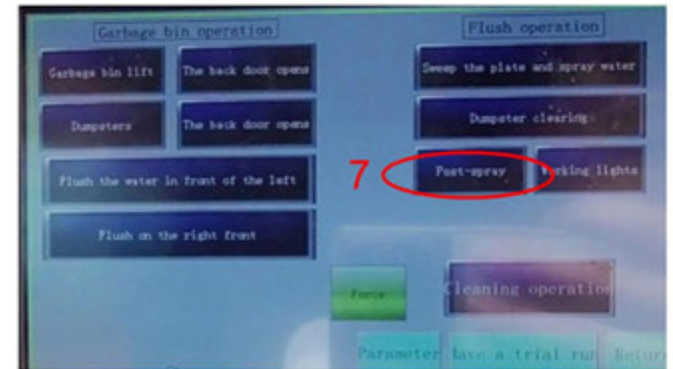 Garbage bin operation
Flush operation
Garbage bin lift
The back door opens
Sweep the plate and spray water
Dumpsters
The back door opens
Dumpster clearing
Flush the water in front of the left
7
Post-spray
Working lights
Flush on the right front
Force
Cleaning operation
Parameter
Have a trial run
Return